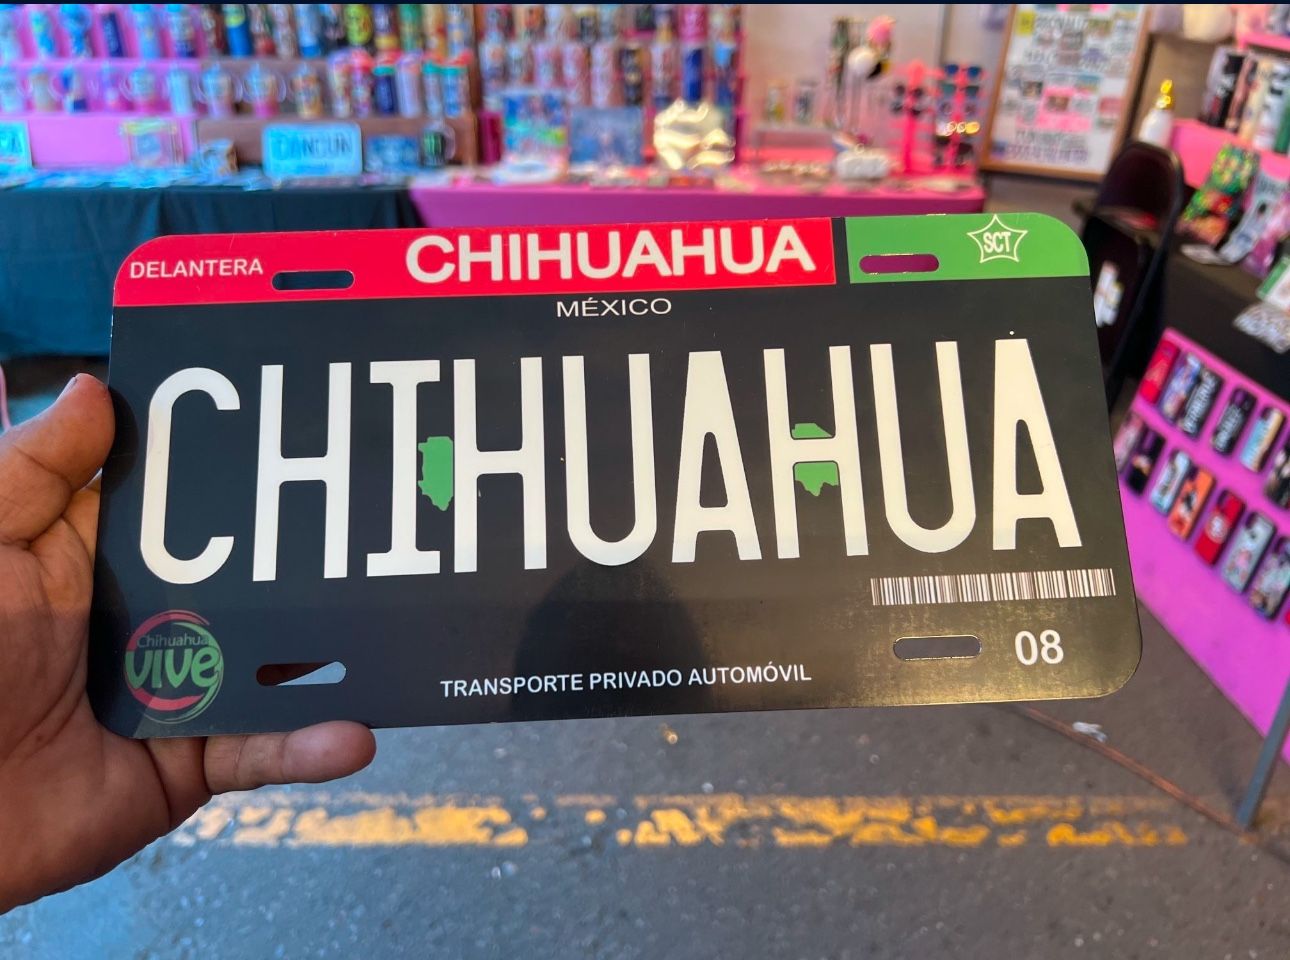 CANCUN
DELANTERA CHIHUAHUA SCT
MÉXICO
CHIHUAHUA
Chihuahua
VIVE
TRANSPORTE PRIVADO AUTOMÓVIL
08